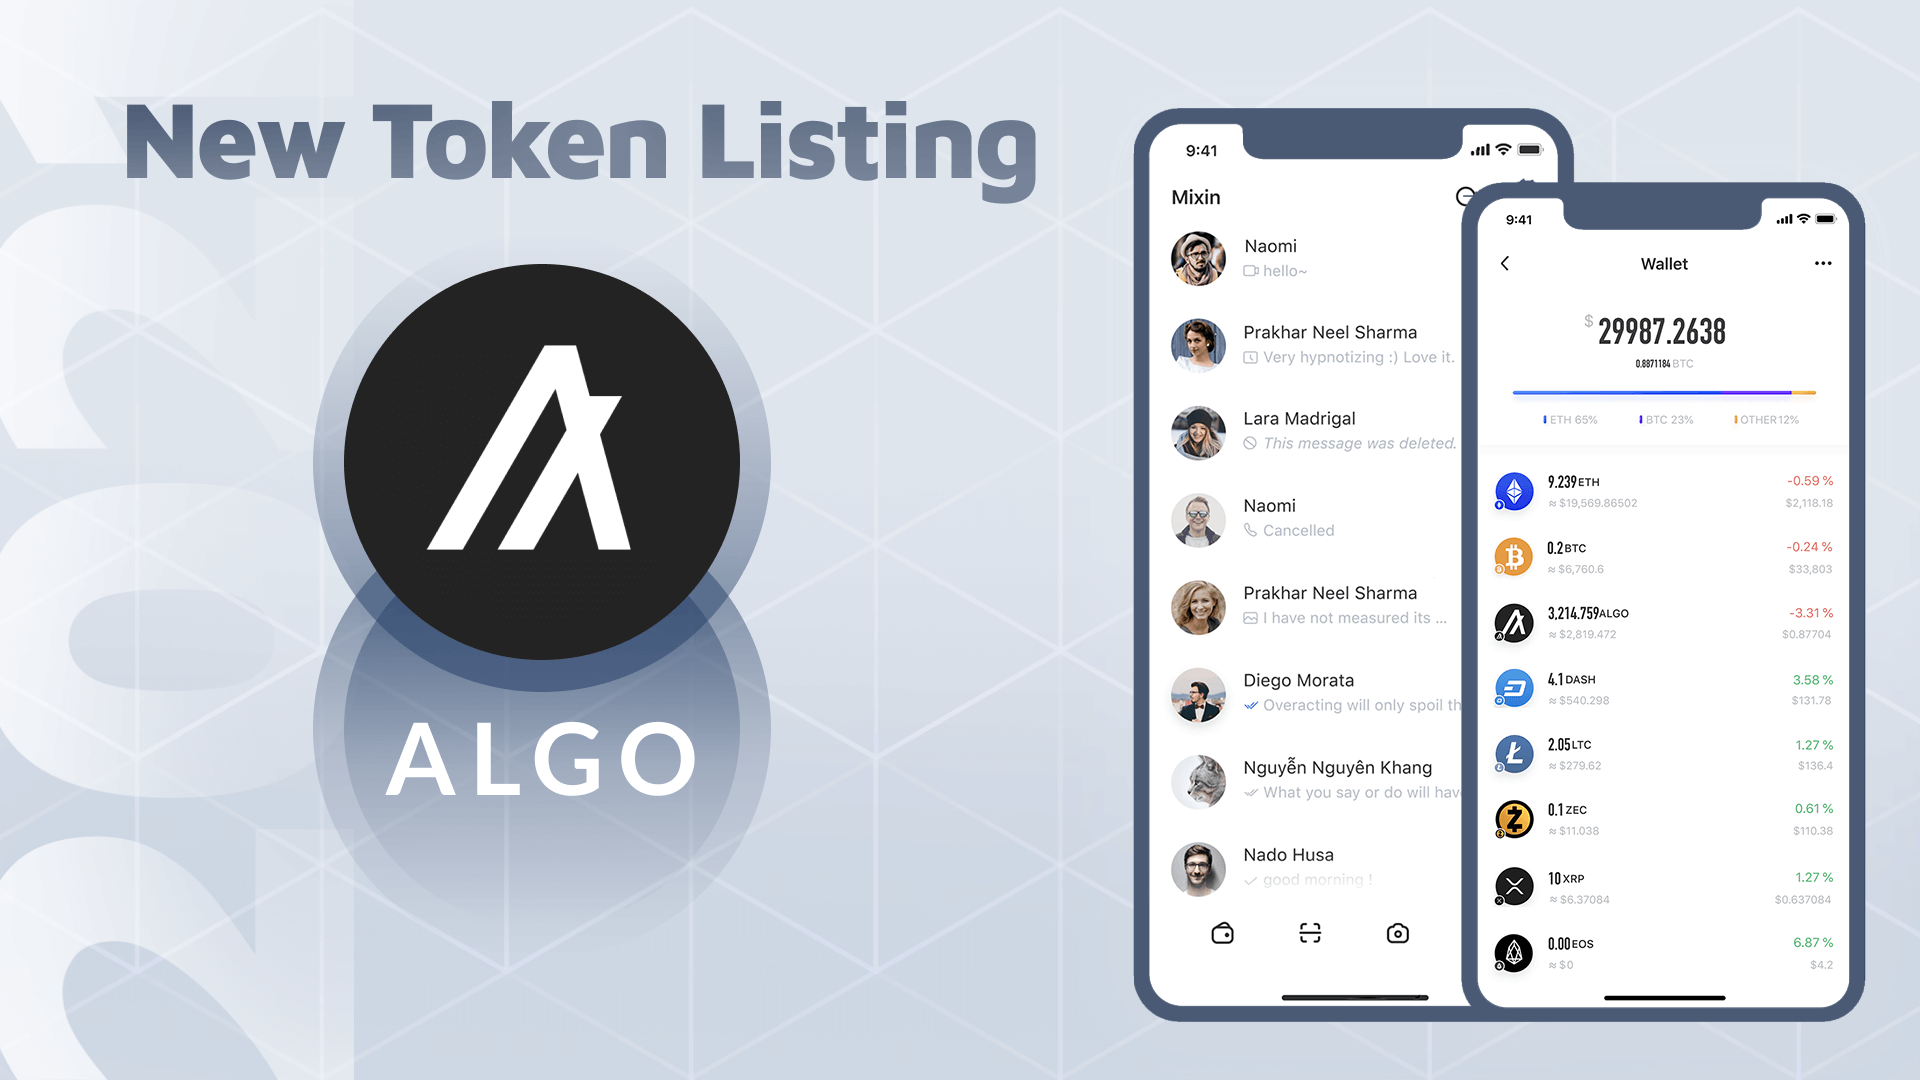 New Token Listing
ALGO
9:41
Mixin
Naomi
hello~
Prakhar Neel Sharma
Very hypnotizing :) Love it.
Lara Madrigal
This message was deleted.
Naomi
Cancelled
Prakhar Neel Sharma
I have not measured its ...
Diego Morata
Overacting will only spoil th
Nguyễn Nguyên Khang
What you say or do will hav
Nado Husa
good morning !
9:41
Wallet
$ 29987.2638
0.8871184 BTC
ETH 65% BTC 23% OTHER12%
9.239 ETH -0.59 %
≈ $19,569.86502 $2,118.18
0.2 BTC -0.24 %
≈ $6,760.6 $33,803
3,214.759 ALGO -3.31 %
≈ $2,819.472 $0.87704
4.1 DASH 3.58 %
≈ $540.298 $131.78
2.05 LTC 1.27 %
≈ $279.62 $136.4
0.1 ZEC 0.61 %
≈ $11.038 $110.38
10 XRP 1.27 %
≈ $6.37084 $0.637084
0.00 EOS 6.87 %
≈ $0 $4.2